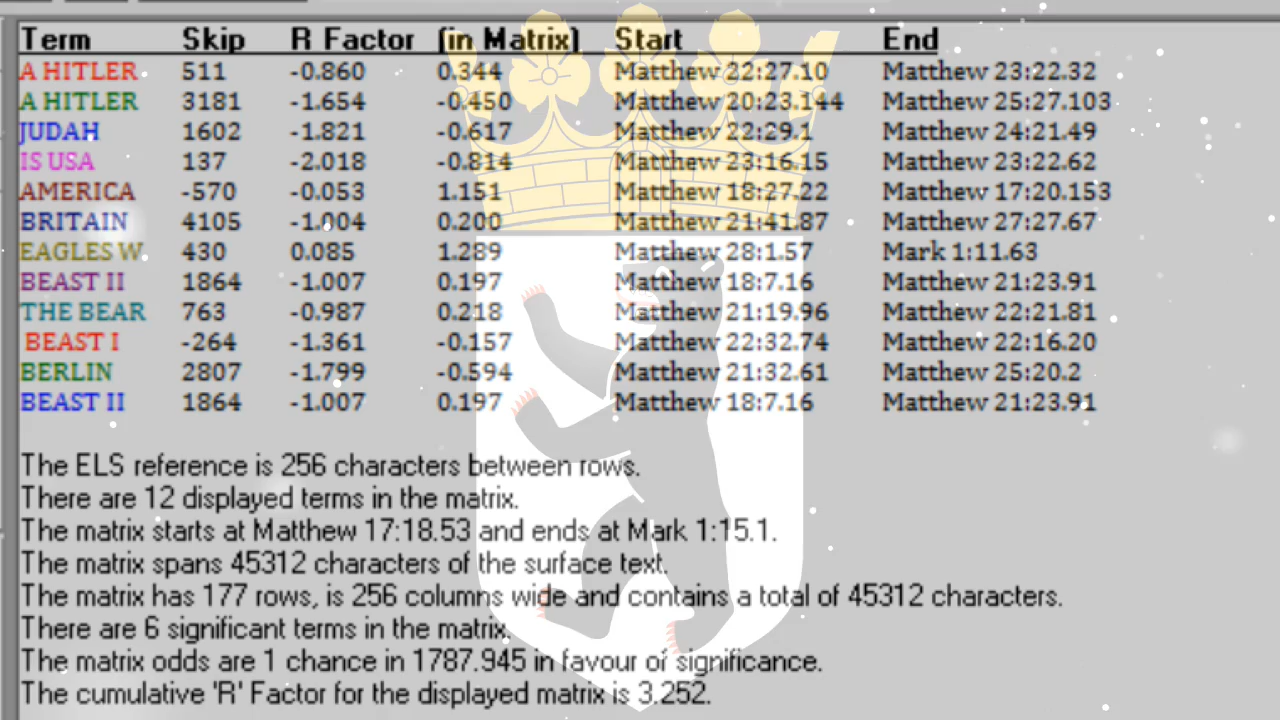 Term Skip R Factor (in Matrix) Start End
A HITLER 511 -0.860 0.344 Matthew 22:27.10 Matthew 23:22.32
A HITLER 3181 -1.654 -0.450 Matthew 20:23.144 Matthew 25:27.103
JUDAH 1602 -1.821 -0.617 Matthew 22:29.1 Matthew 24:21.49
IS USA 137 -2.018 -0.814 Matthew 23:16.15 Matthew 23:22.62
AMERICA -570 -0.053 1.151 Matthew 18:27.22 Matthew 17:20.153
BRITAIN 4105 -1.004 0.200 Matthew 21:41.87 Matthew 27:27.67
EAGLES W 430 0.085 1.289 Matthew 28:1.57 Mark 1:11.63
BEAST II 1864 -1.007 0.197 Matthew 18:7.16 Matthew 21:23.91
THE BEAR 763 -0.987 0.218 Matthew 21:19.96 Matthew 22:21.81
BEAST I -264 -1.361 -0.157 Matthew 22:32.74 Matthew 22:16.20
BERLIN 2807 -1.799 -0.594 Matthew 21:32.61 Matthew 25:20.2
BEAST II 1864 -1.007 0.197 Matthew 18:7.16 Matthew 21:23.91
The ELS reference is 256 characters between rows.
There are 12 displayed terms in the matrix.
The matrix starts at Matthew 17:18.53 and ends at Mark 1:15.1.
The matrix spans 45312 characters of the surface text.
The matrix has 177 rows, is 256 columns wide and contains a total of 45312 characters.
There are 6 significant terms in the matrix.
The matrix odds are 1 chance in 1787.945 in favour of significance.
The cumulative 'R' Factor for the displayed matrix is 3.252.